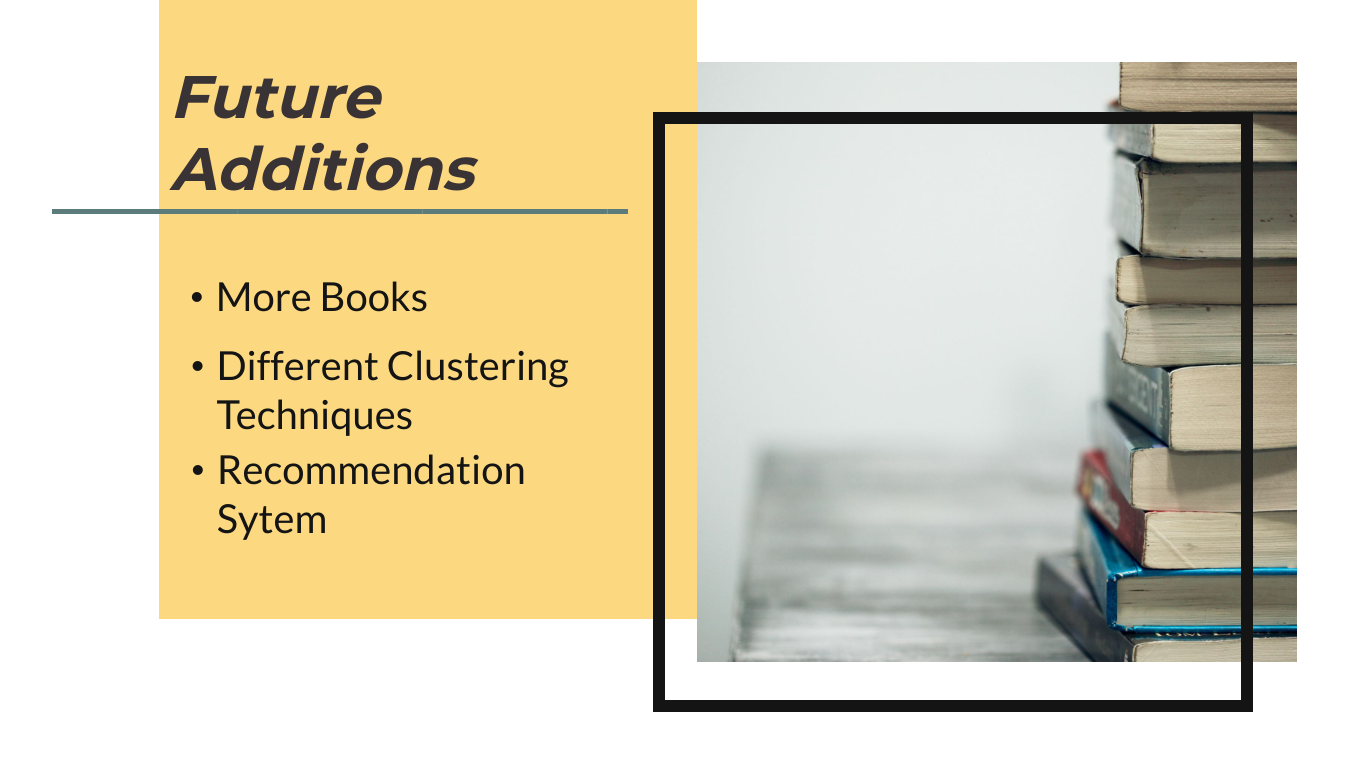 Future
Additions
• More Books
• Different Clustering
Techniques
• Recommendation
Sytem